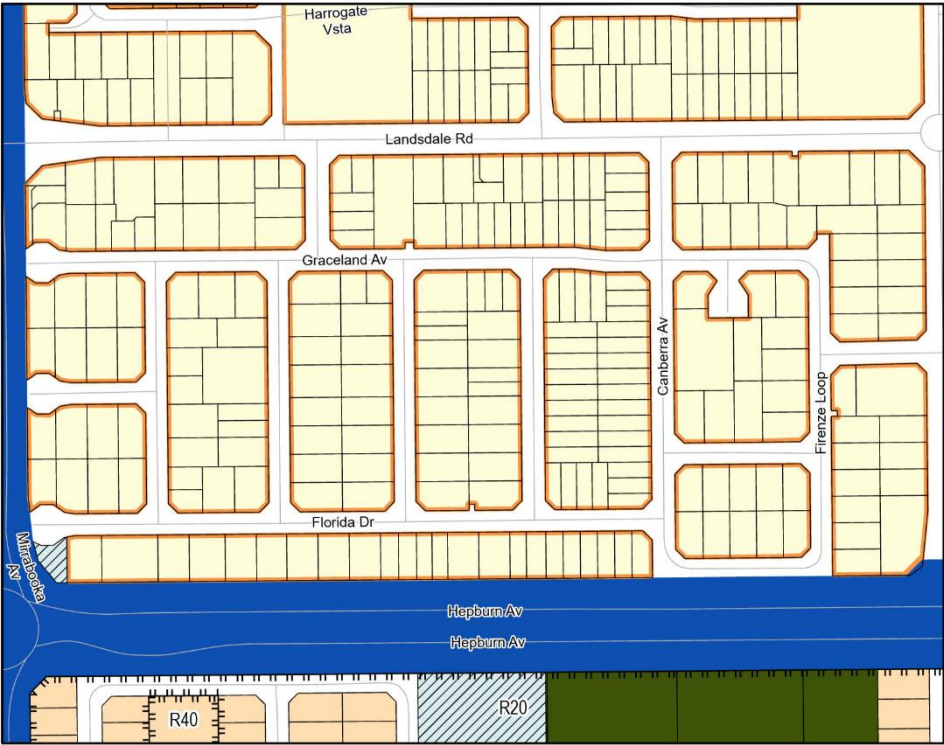 Harrogate
Vsta
Landsdale Rd
Graceland Av
Canberra Av
Firenze Loop
Florida Dr
Mirrabooka
Av
Hepburn Av
Hepburn Av
R40
R20